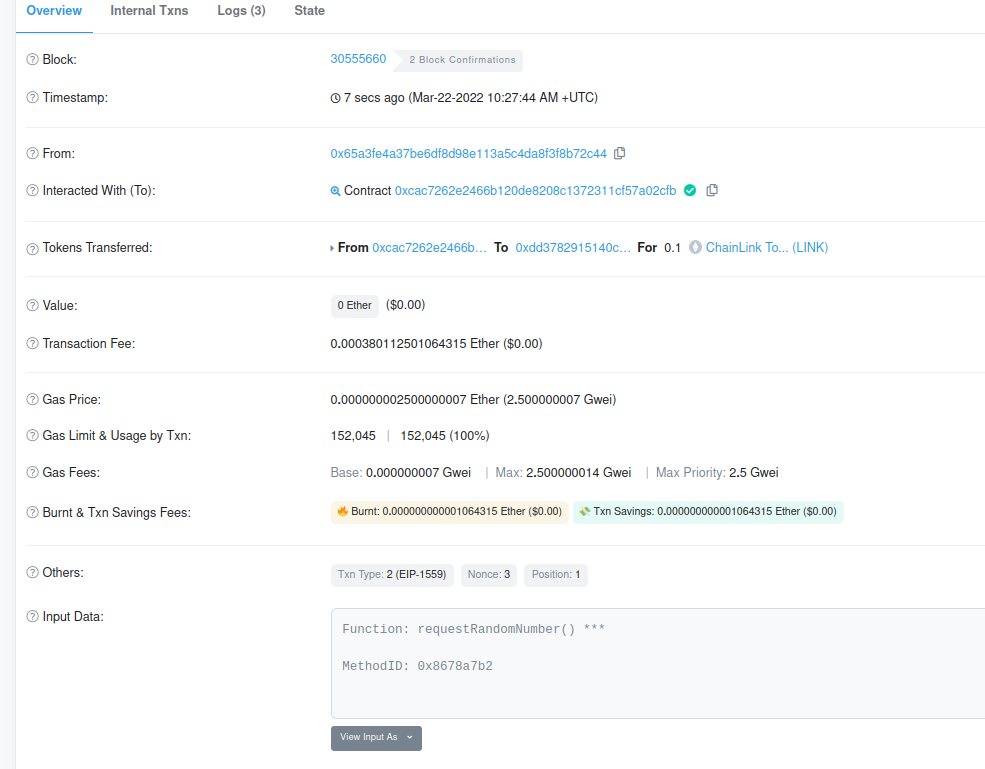 Overview Internal Txns Logs (3) State
Block: 30555660 2 Block Confirmations
Timestamp: 7 secs ago (Mar-22-2022 10:27:44 AM +UTC)
From: 0x65a3fe4a37be6df8d98e113a5c4da8f3f8b72c44
Interacted With (To): Contract 0xcac7262e2466b120de8208c1372311cf57a02cfb
Tokens Transferred: From 0xcac7262e2466b... To 0xdd3782915140c... For 0.1 ChainLink To... (LINK)
Value: 0 Ether ($0.00)
Transaction Fee: 0.000380112501064315 Ether ($0.00)
Gas Price: 0.000000002500000007 Ether (2.500000007 Gwei)
Gas Limit & Usage by Txn: 152,045 | 152,045 (100%)
Gas Fees: Base: 0.000000007 Gwei | Max: 2.500000014 Gwei | Max Priority: 2.5 Gwei
Burnt & Txn Savings Fees: Burnt: 0.000000000001064315 Ether ($0.00) Txn Savings: 0.000000000001064315 Ether ($0.00)
Others: Txn Type: 2 (EIP-1559) Nonce: 3 Position: 1
Input Data: Function: requestRandomNumber() ***
MethodID: 0x8678a7b2
View Input As